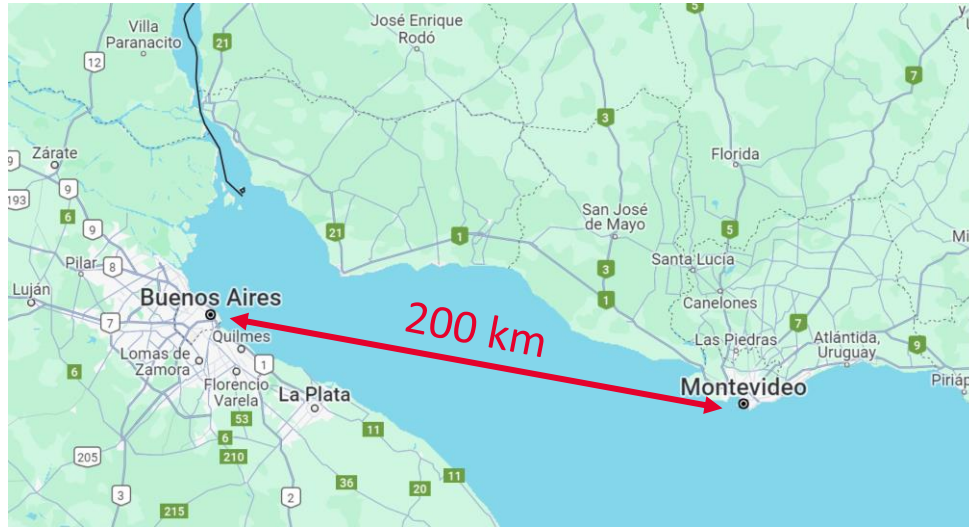 Villa
Paranacito
21
José Enrique
Rodó
5
7
12
3
Zárate
9
9
193
6
9
Florida
San José
de Mayo
21
1
5
Pilar
8
3
Santa Lucía
Mi
Luján
Buenos Aires
1
Canelones
7
200 km
7
Quilmes
Las Piedras
Atlántida,
Uruguay
9
Lomas de
Zamora
1
6
Florencio
Varela
La Plata
Montevideo
Piriáp
53
11
6
205
210
11
36
20
3
2
215